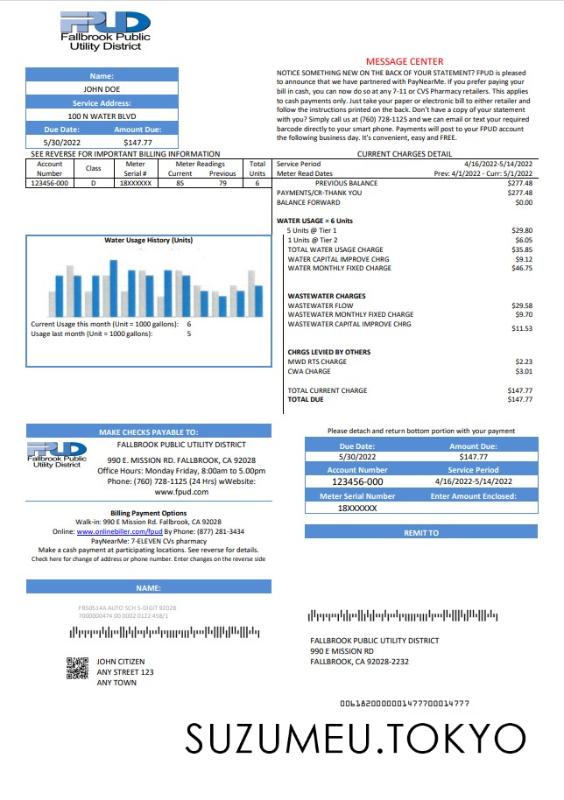 FPUD
Fallbrook Public
Utility District
Name:
JOHN DOE
Service Address:
100 N WATER BLVD
Due Date: Amount Due:
5/30/2022 $147.77
SEE REVERSE FOR IMPORTANT BILLING INFORMATION
Account Number Class Meter Serial # Meter Readings Current Previous Total Units
123456-000 D 18XXXXXX 85 79 6
MESSAGE CENTER
NOTICE SOMETHING NEW ON THE BACK OF YOUR STATEMENT? FPUD is pleased
to announce that we have partnered with PayNearMe. If you prefer paying your
bill in cash, you can now do so at any 7-11 or CVS Pharmacy retailers. This applies
to cash payments only. Just take your paper or electronic bill to either retailer and
follow the instructions printed on the back. Don't have a copy of your statement
with you? Simply call us at (760) 728-1125 and we can email or text your required
barcode directly to your smart phone. Payments will post to your FPUD account
the following business day. It's convenient, easy and FREE.
CURRENT CHARGES DETAIL
Service Period 4/16/2022-5/14/2022
Meter Read Dates Prev: 4/1/2022 - Curr: 5/1/2022
PREVIOUS BALANCE $277.48
PAYMENTS/CR-THANK YOU $277.48
BALANCE FORWARD $0.00
WATER USAGE = 6 Units
5 Units @ Tier 1 $29.80
1 Units @ Tier 2 $6.05
TOTAL WATER USAGE CHARGE $35.85
WATER CAPITAL IMPROVE CHRG $9.12
WATER MONTHLY FIXED CHARGE $46.75
WASTEWATER CHARGES
WASTEWATER FLOW $29.58
WASTEWATER MONTHLY FIXED CHARGE $9.70
WASTEWATER CAPITAL IMPROVE CHRG $11.53
CHRGS LEVIED BY OTHERS
MWD RTS CHARGE $2.23
CWA CHARGE $3.01
TOTAL CURRENT CHARGE $147.77
TOTAL DUE $147.77
Water Usage History (Units)
Current Usage this month (Unit = 1000 gallons): 6
Usage last month (Unit = 1000 gallons): 5
MAKE CHECKS PAYABLE TO:
FPUD
Fallbrook Public
Utility District
FALLBROOK PUBLIC UTILITY DISTRICT
990 E. MISSION RD. FALLBROOK, CA 92028
Office Hours: Monday Friday, 8:00am to 5.00pm
Phone: (760) 728-1125 (24 Hrs) wWebsite:
www.fpud.com
Billing Payment Options
Walk-in: 990 E Mission Rd. Fallbrook, CA 92028
Online: www.onlinebiller.com/fpud By Phone: (877) 281-3434
PayNearMe: 7-ELEVEN CVs pharmacy
Make a cash payment at participating locations. See reverse for details.
Check here for change of address or phone number. Enter changes on the reverse side
Please detach and return bottom portion with your payment
Due Date: Amount Due:
5/30/2022 $147.77
Account Number Service Period
123456-000 4/16/2022-5/14/2022
Meter Serial Number Enter Amount Enclosed:
18XXXXXX
REMIT TO
NAME:
JOHN CITIZEN
ANY STREET 123
ANY TOWN
FALLBROOK PUBLIC UTILITY DISTRICT
990 E MISSION RD
FALLBROOK, CA 92028-2232
SUZUMEU.TOKYO